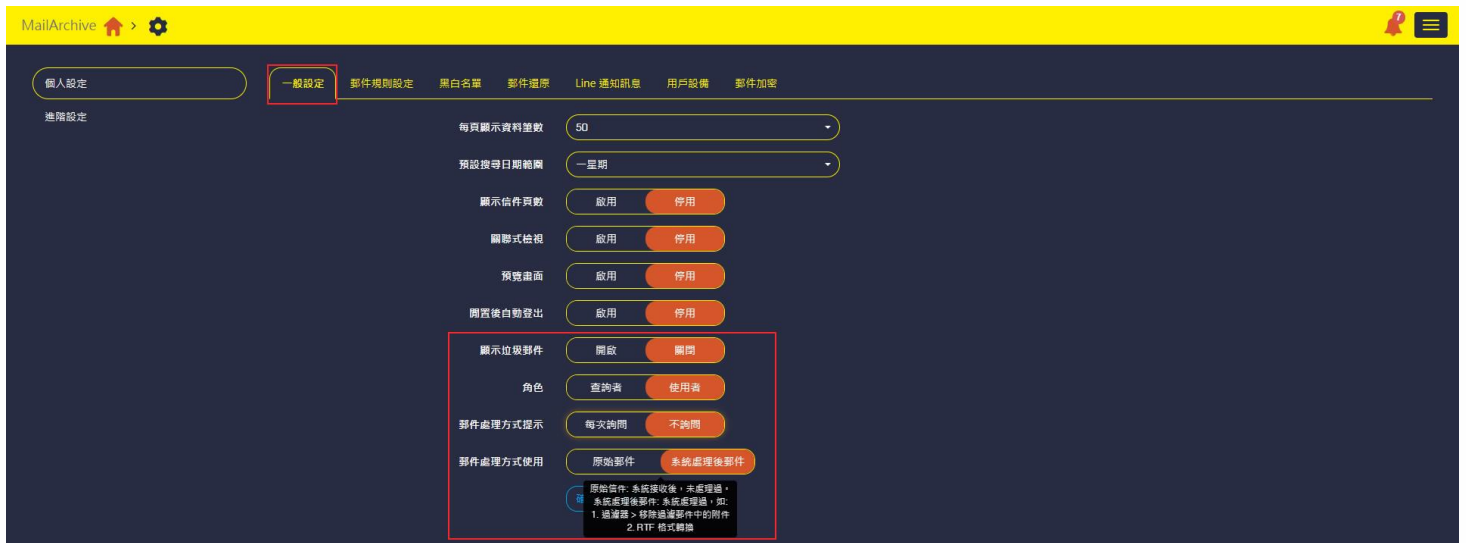 MailArchive >
7
個人設定
進階設定
一般設定 郵件規則設定 黑白名單 郵件還原 Line 通知訊息 用戶設備 郵件加密
每頁顯示資料筆數 50
預設搜尋日期範圍 一星期
顯示信件頁數 啟用 停用
關聯式檢視 啟用 停用
預覽畫面 啟用 停用
閒置後自動登出 啟用 停用
顯示垃圾郵件 開啟 關閉
角色 查詢者 使用者
郵件處理方式提示 每次詢問 不詢問
郵件處理方式使用 原始郵件 系統處理後郵件
原始信件: 系統接收後，未處理過，
系統處理後郵件: 系統處理過，如:
1. 過濾器 > 移除過濾郵件中的附件
2. RTF 格式轉換